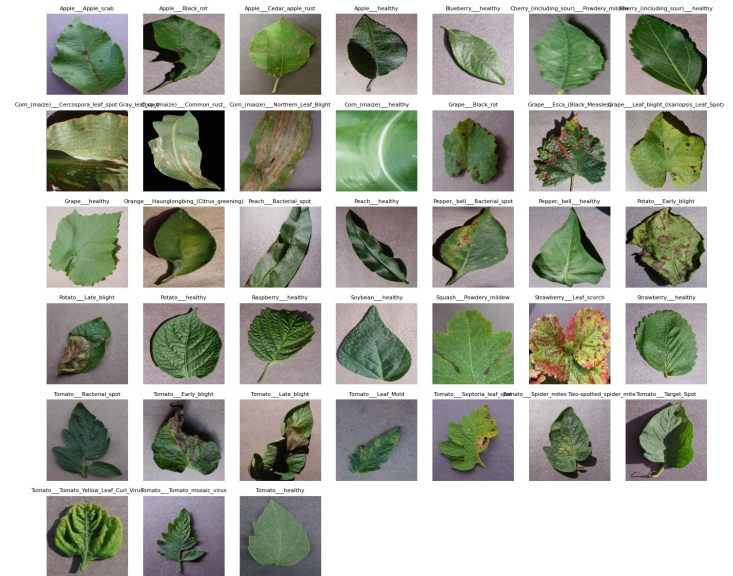 Apple___Apple_scab
Apple___Black_rot
Apple___Cedar_apple_rust
Apple___healthy
Blueberry___healthy
Cherry_(including_sour)___Powdery_mildew
Cherry_(including_sour)___healthy
Corn_(maize)___Cercospora_leaf_spot Gray_leaf_spot
Corn_(maize)___Common_rust_
Corn_(maize)___Northern_Leaf_Blight
Corn_(maize)___healthy
Grape___Black_rot
Grape___Esca_(Black_Measles)
Grape___Leaf_blight_(Isariopsis_Leaf_Spot)
Grape___healthy
Orange___Haunglongbing_(Citrus_greening)
Peach___Bacterial_spot
Peach___healthy
Pepper,_bell___Bacterial_spot
Pepper,_bell___healthy
Potato___Early_blight
Potato___Late_blight
Potato___healthy
Raspberry___healthy
Soybean___healthy
Squash___Powdery_mildew
Strawberry___Leaf_scorch
Strawberry___healthy
Tomato___Bacterial_spot
Tomato___Early_blight
Tomato___Late_blight
Tomato___Leaf_Mold
Tomato___Septoria_leaf_spot
Tomato___Spider_mites Two-spotted_spider_mite
Tomato___Target_Spot
Tomato___Tomato_Yellow_Leaf_Curl_Virus
Tomato___Tomato_mosaic_virus
Tomato___healthy